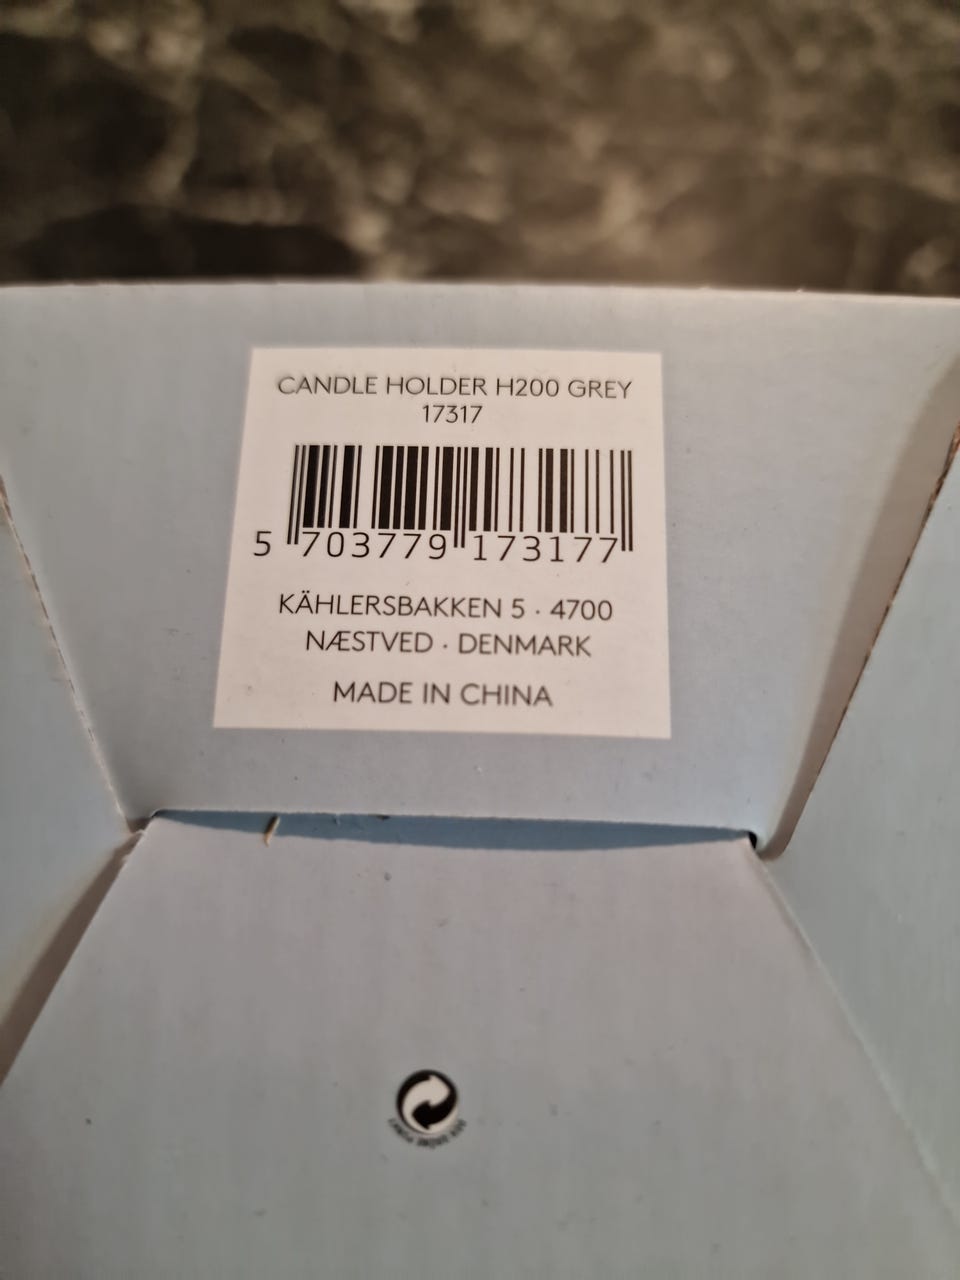 CANDLE HOLDER H200 GREY
17317
5 703779 173177
KÄHLERSBAKKEN 5 · 4700
NÆSTVED · DENMARK
MADE IN CHINA